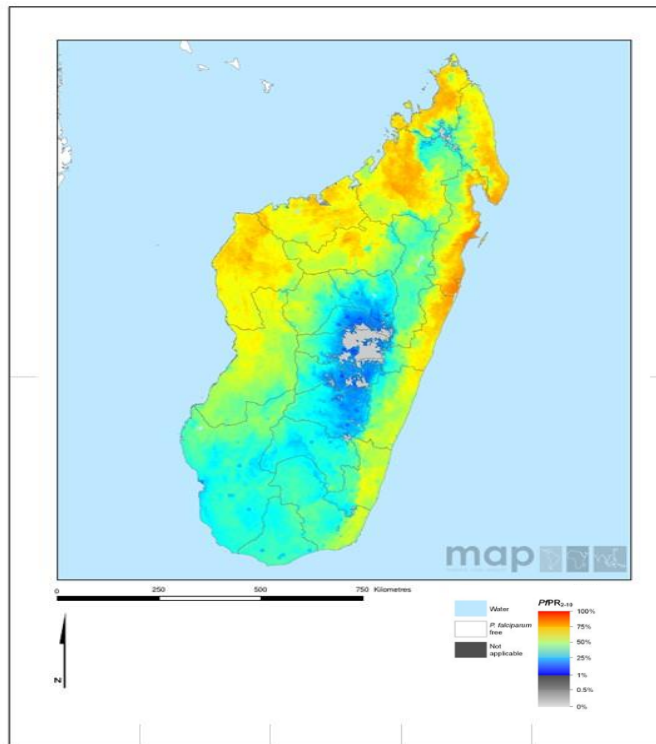 map
0 250 500 750 Kilometres
N
Water
P. falciparum
free
Not
applicable
PfPR2-10
100%
75%
50%
25%
1%
0.5%
0%